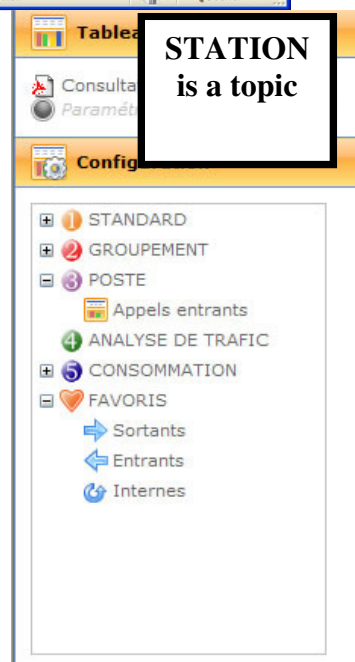 STATION
is a topic
Consulta
Paramét
Config
STANDARD
GROUPEMENT
POSTE
Appels entrants
ANALYSE DE TRAFIC
CONSOMMATION
FAVORIS
Sortants
Entrants
Internes